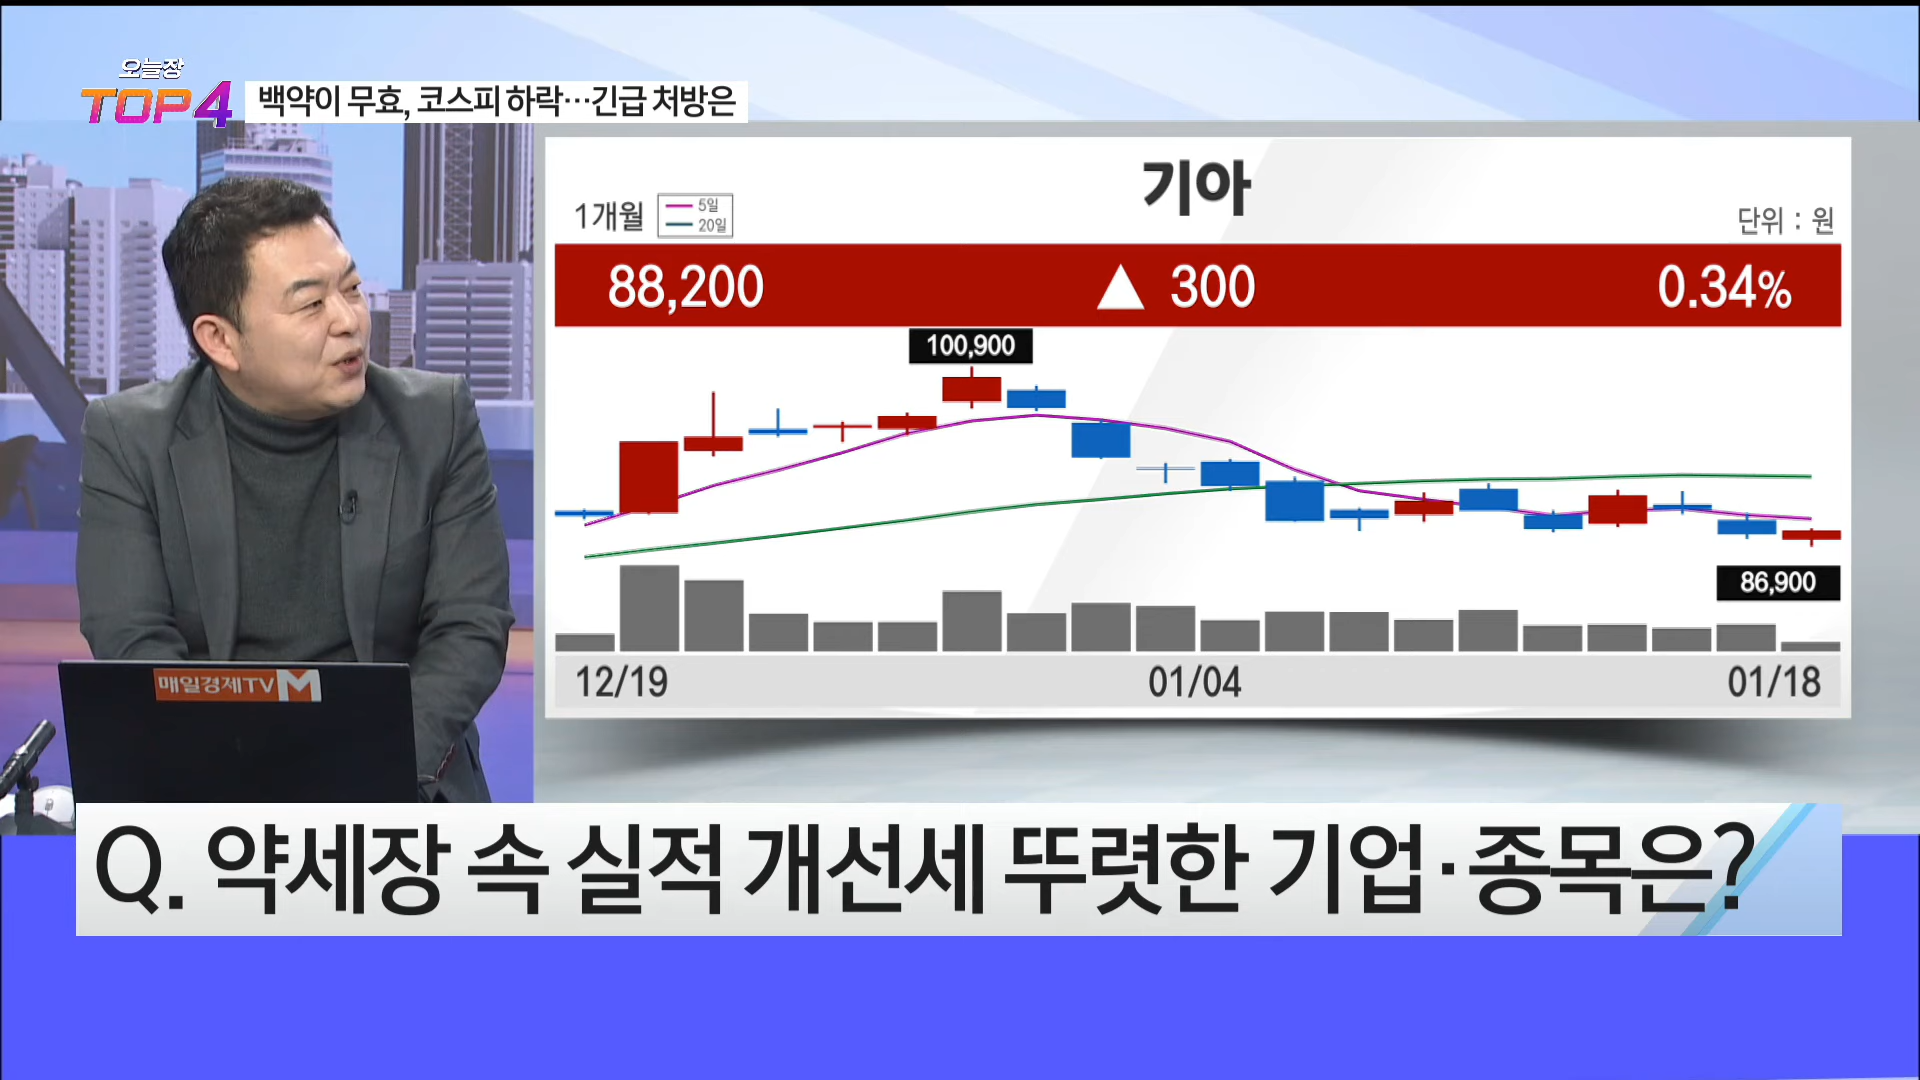 오늘장
TOP4
백약이 무효, 코스피 하락…긴급 처방은
기아
1개월
5일
20일
단위 : 원
88,200 ▲ 300 0.34%
100,900
86,900
12/19 01/04 01/18
매일경제TV M
Q. 약세장 속 실적 개선세 뚜렷한 기업·종목은?